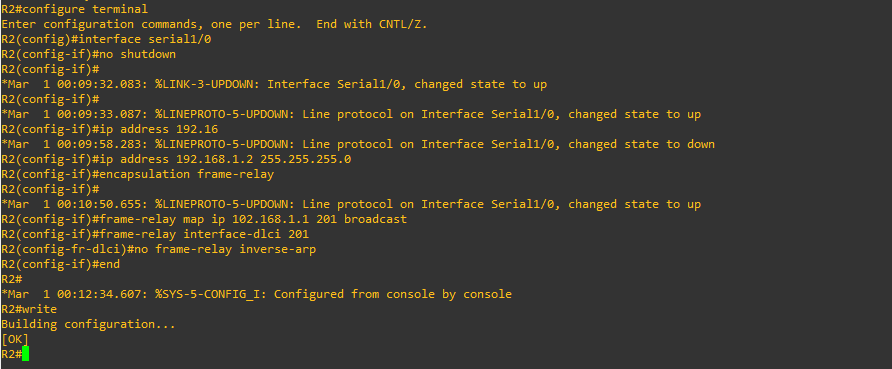 R2#configure terminal
Enter configuration commands, one per line.  End with CNTL/Z.
R2(config)#interface serial1/0
R2(config-if)#no shutdown
R2(config-if)#
*Mar  1 00:09:32.083: %LINK-3-UPDOWN: Interface Serial1/0, changed state to up
R2(config-if)#
*Mar  1 00:09:33.087: %LINEPROTO-5-UPDOWN: Line protocol on Interface Serial1/0, changed state to up
R2(config-if)#ip address 192.16
*Mar  1 00:09:58.283: %LINEPROTO-5-UPDOWN: Line protocol on Interface Serial1/0, changed state to down
R2(config-if)#ip address 192.168.1.2 255.255.255.0
R2(config-if)#encapsulation frame-relay
R2(config-if)#
*Mar  1 00:10:50.655: %LINEPROTO-5-UPDOWN: Line protocol on Interface Serial1/0, changed state to up
R2(config-if)#frame-relay map ip 102.168.1.1 201 broadcast
R2(config-if)#frame-relay interface-dlci 201
R2(config-fr-dlci)#no frame-relay inverse-arp
R2(config-if)#end
R2#
*Mar  1 00:12:34.607: %SYS-5-CONFIG_I: Configured from console by console
R2#write
Building configuration...
[OK]
R2#